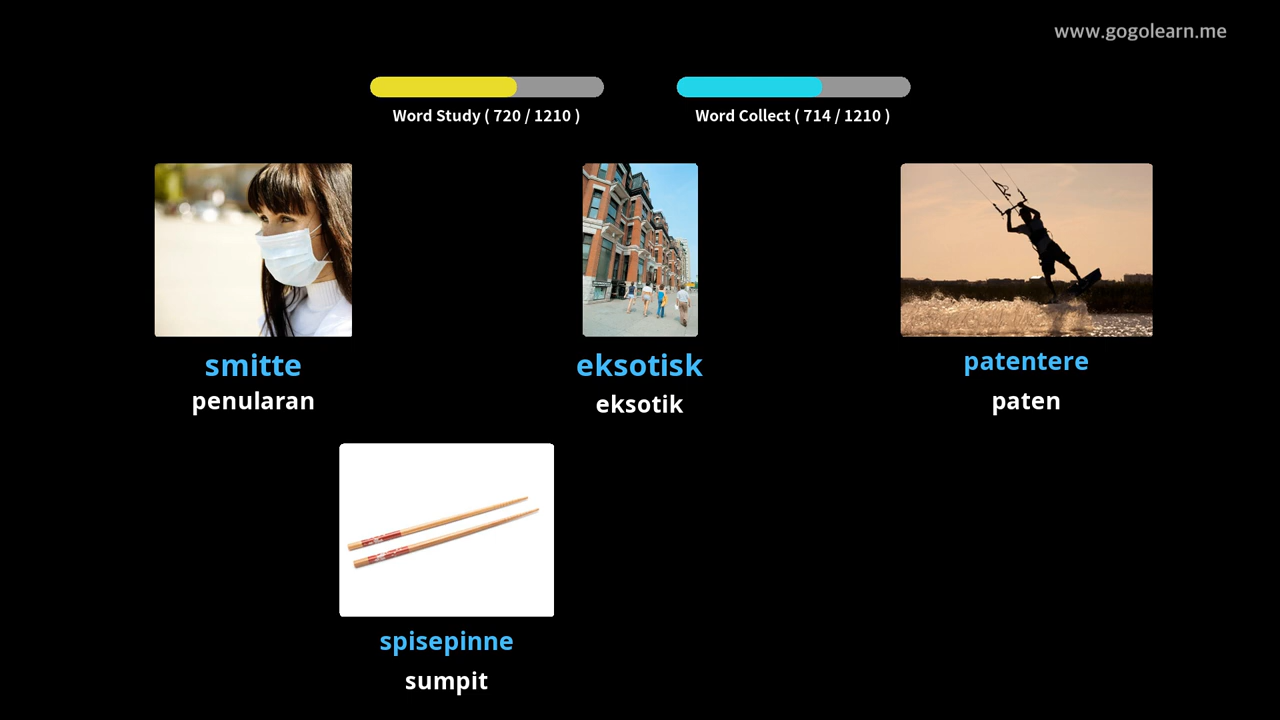 www.gogolearn.me
Word Study ( 720 / 1210 )
Word Collect ( 714 / 1210 )
smitte
penularan
eksotisk
eksotik
patentere
paten
spisepinne
sumpit